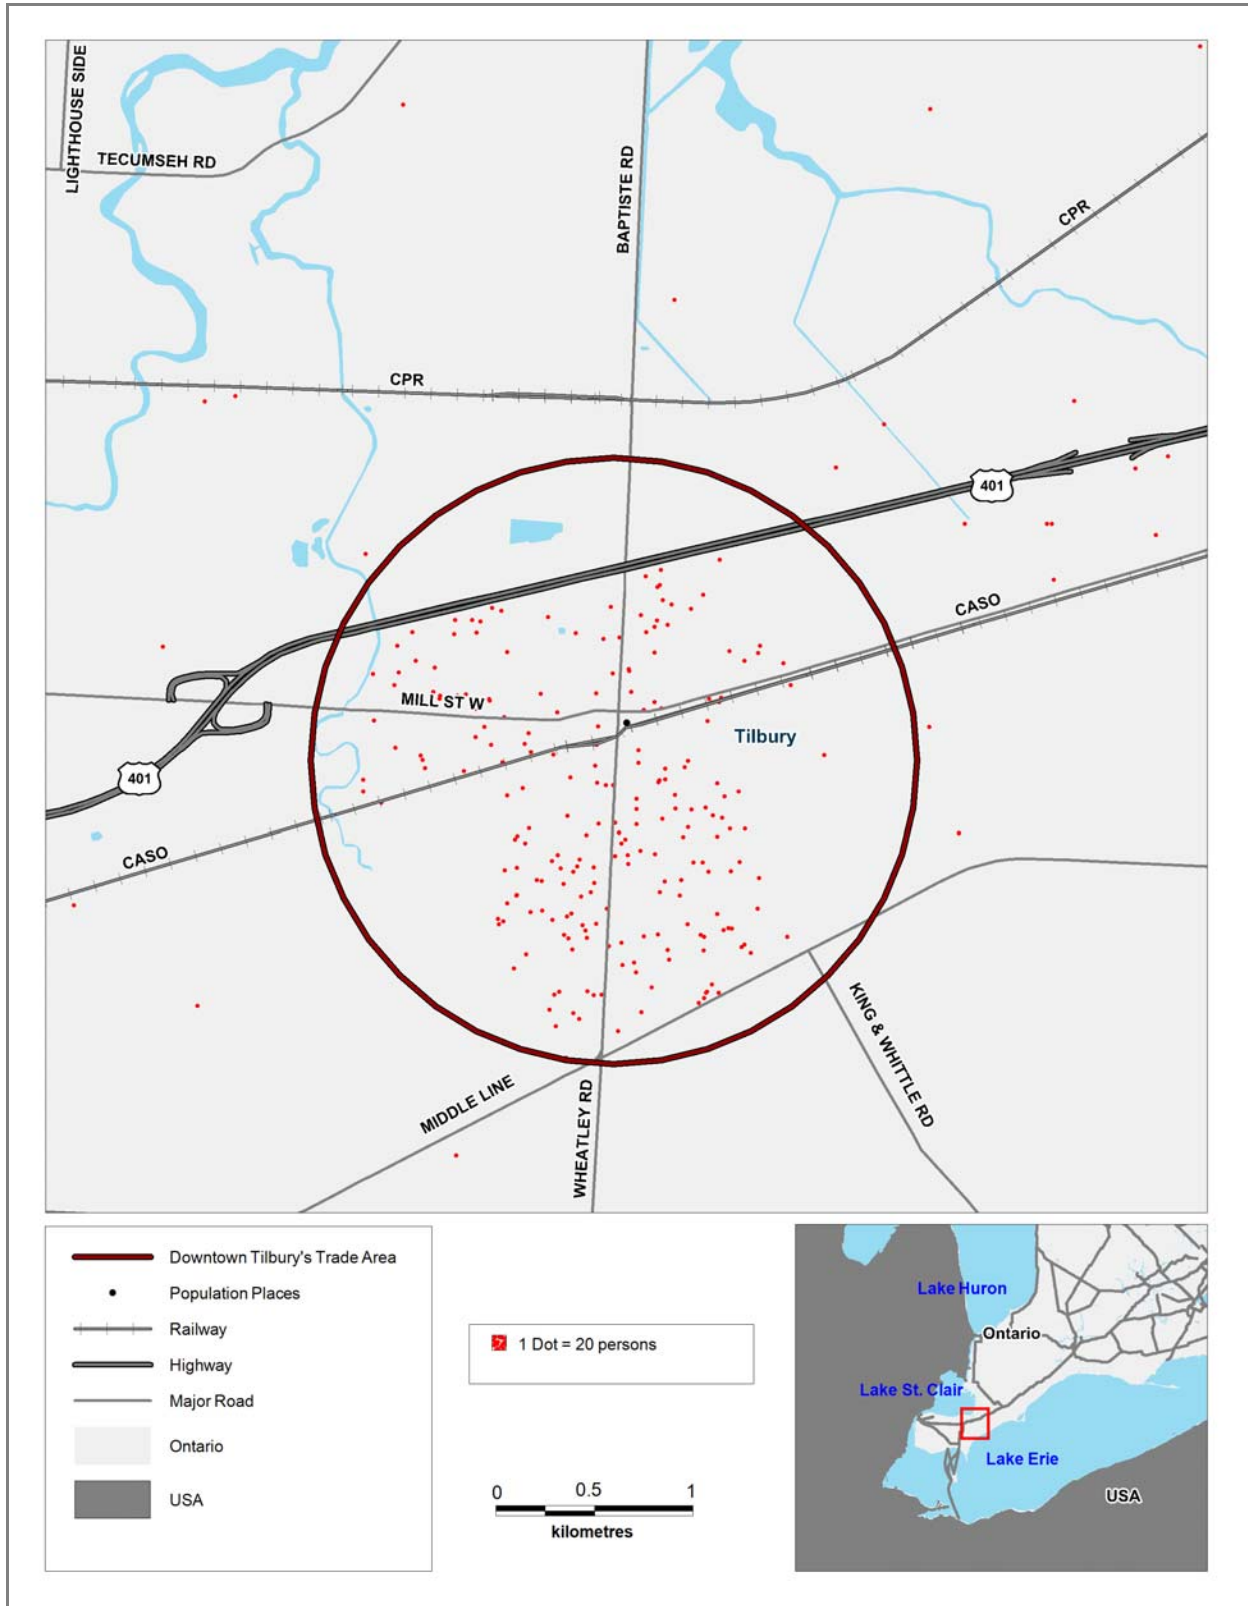 LIGHTHOUSE SIDE
TECUMSEH RD
BAPTISTE RD
CPR
CPR
401
CASO
MILL ST W
Tilbury
401
CASO
KING & WHITTLE RD
MIDDLE LINE
WHEATLEY RD
Downtown Tilbury's Trade Area
Population Places
Railway
Highway
Major Road
Ontario
USA
1 Dot = 20 persons
0 0.5 1
kilometres
Lake Huron
Ontario
Lake St. Clair
Lake Erie
USA